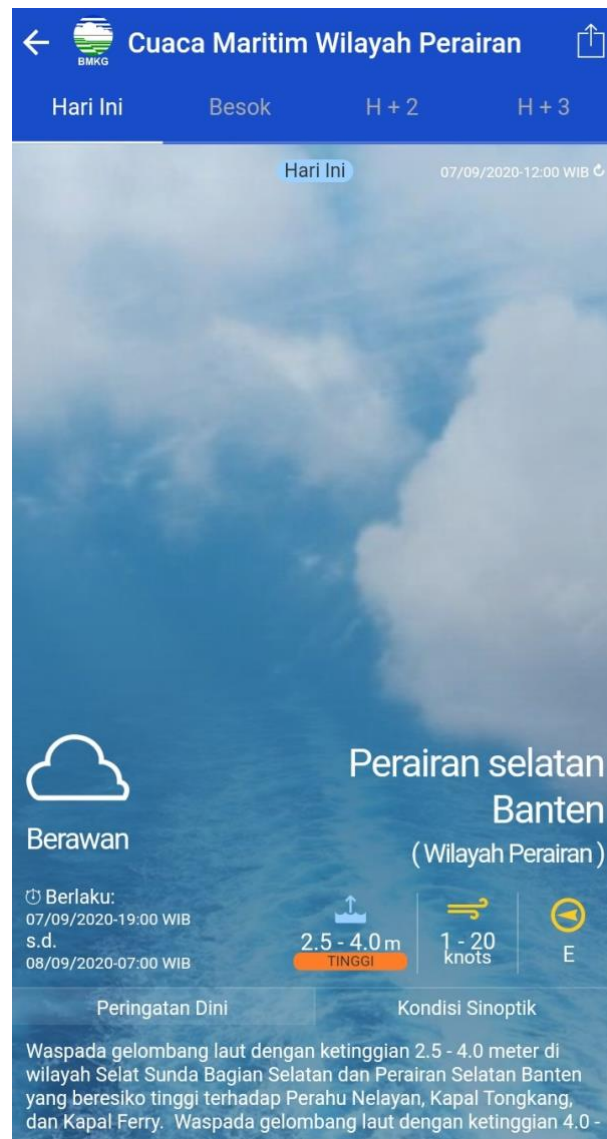 BMKG
Cuaca Maritim Wilayah Perairan
Hari Ini Besok H + 2 H + 3
Hari Ini 07/09/2020-12:00 WIB
Berawan
Perairan selatan
Banten
( Wilayah Perairan )
Berlaku:
07/09/2020-19:00 WIB
s.d.
08/09/2020-07:00 WIB
2.5 - 4.0 m
TINGGI
1 - 20
knots
E
Peringatan Dini Kondisi Sinoptik
Waspada gelombang laut dengan ketinggian 2.5 - 4.0 meter di
wilayah Selat Sunda Bagian Selatan dan Perairan Selatan Banten
yang beresiko tinggi terhadap Perahu Nelayan, Kapal Tongkang,
dan Kapal Ferry. Waspada gelombang laut dengan ketinggian 4.0 -